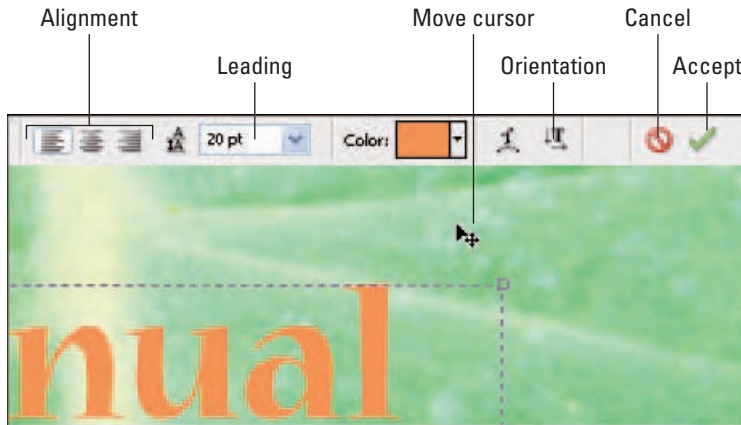 Alignment Move cursor Cancel
Leading Orientation Accept
20 pt Color:
nual